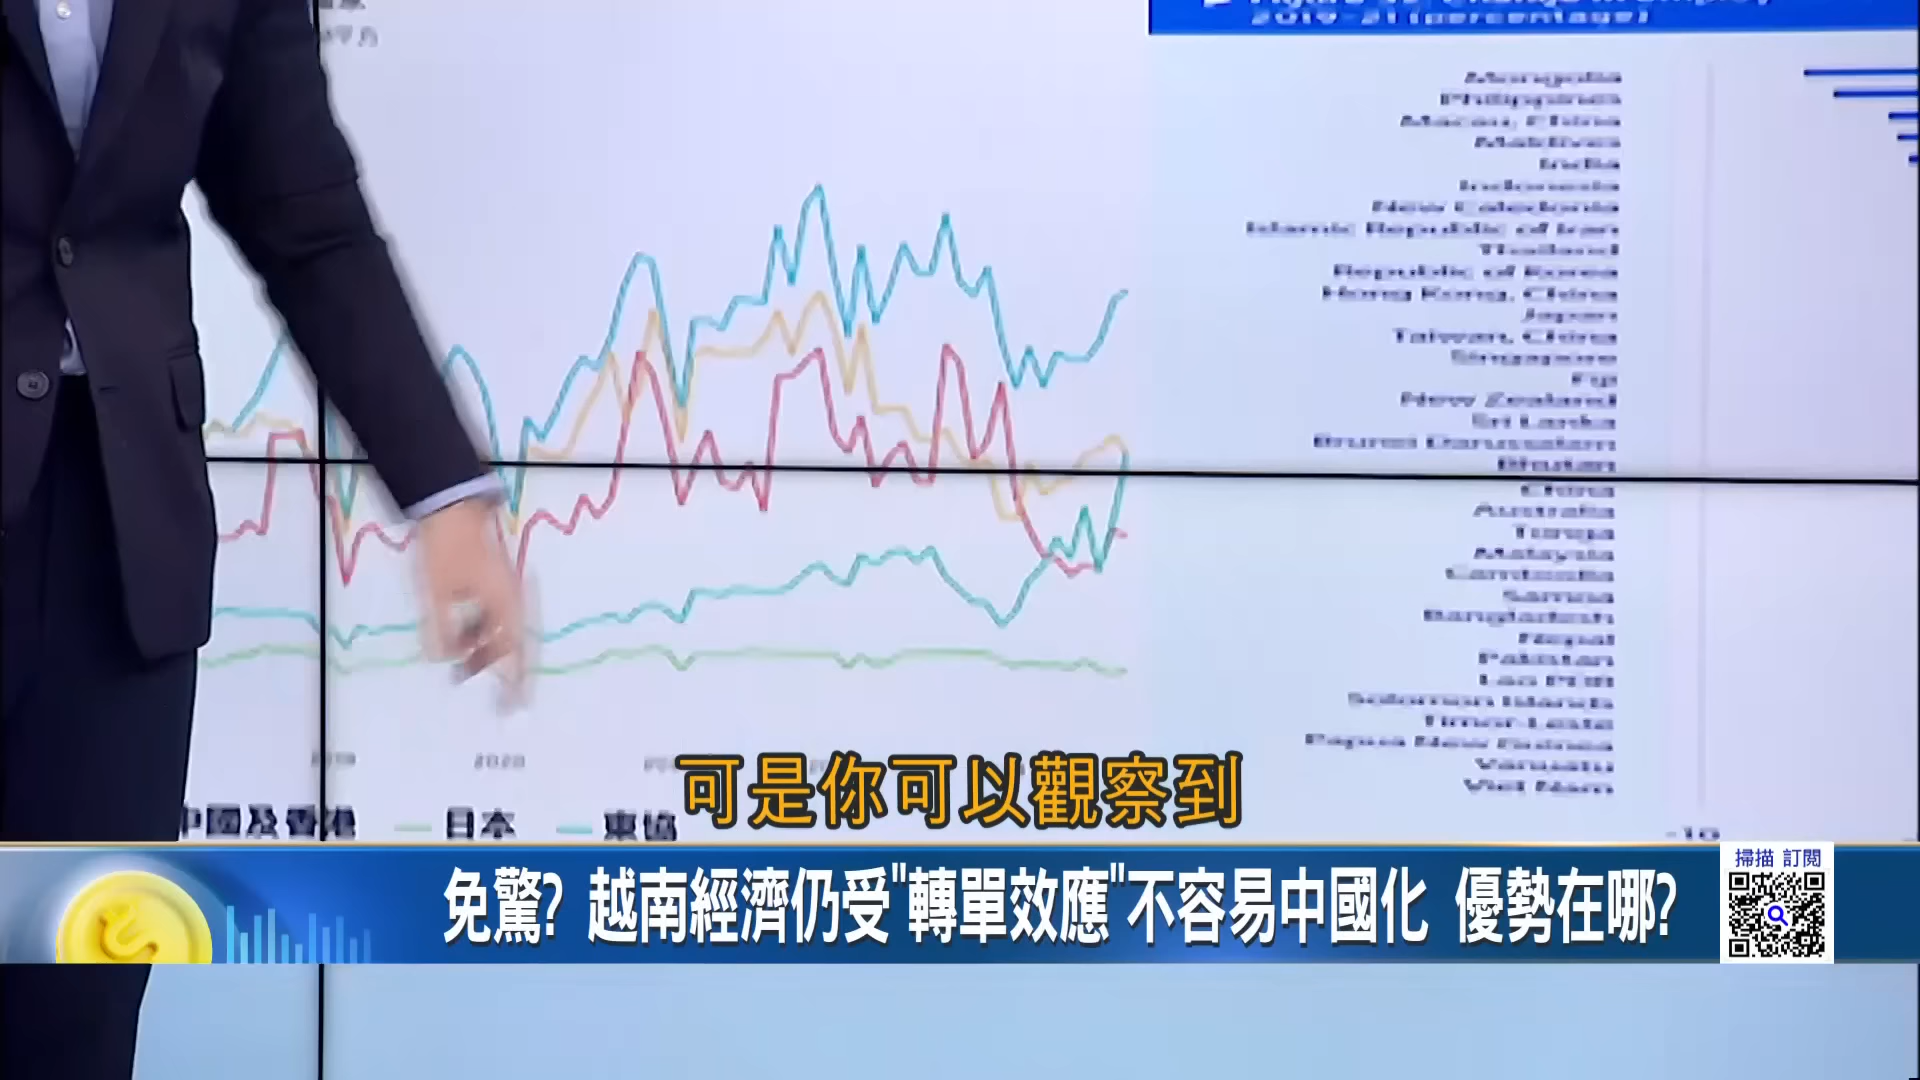 2019-21 (percentage)
Mongolia
Philippines
Macau, China
Maldives
India
Indonesia
New Caledonia
Islamic Republic of Iran
Thailand
Republic of Korea
Hong Kong, China
Japan
Taiwan, China
Singapore
Fiji
New Zealand
Sri Lanka
Brunei Darussalam
Bhutan
China
Australia
Tonga
Malaysia
Cambodia
Samoa
Bangladesh
Nepal
Pakistan
Lao PDR
Solomon Islands
Timor-Leste
Papua New Guinea
Vanuatu
Viet Nam
-10
2019
2020
中國及香港 日本 東協
可是你可以觀察到
掃描 訂閱
免驚? 越南經濟仍受"轉單效應"不容易中國化 優勢在哪?